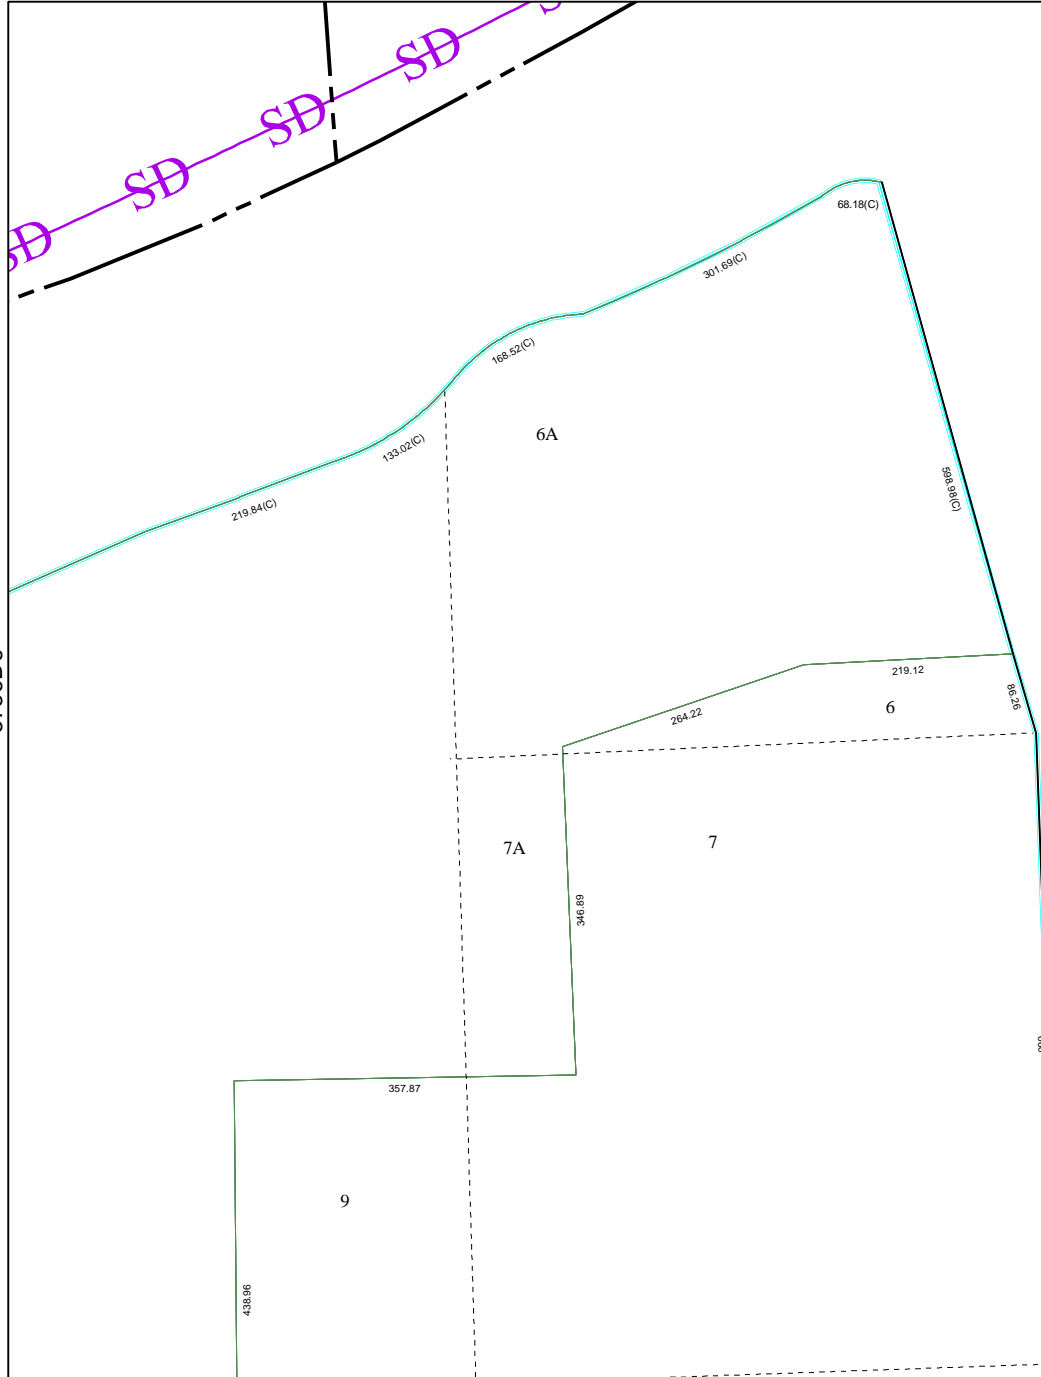 SD
SD
SD
SD
68.18(C)
301.69(C)
168.52(C)
6A
133.02(C)
598.98(C)
219.84(C)
219.12
86.26
6
264.22
7A
7
346.89
357.87
9
438.96